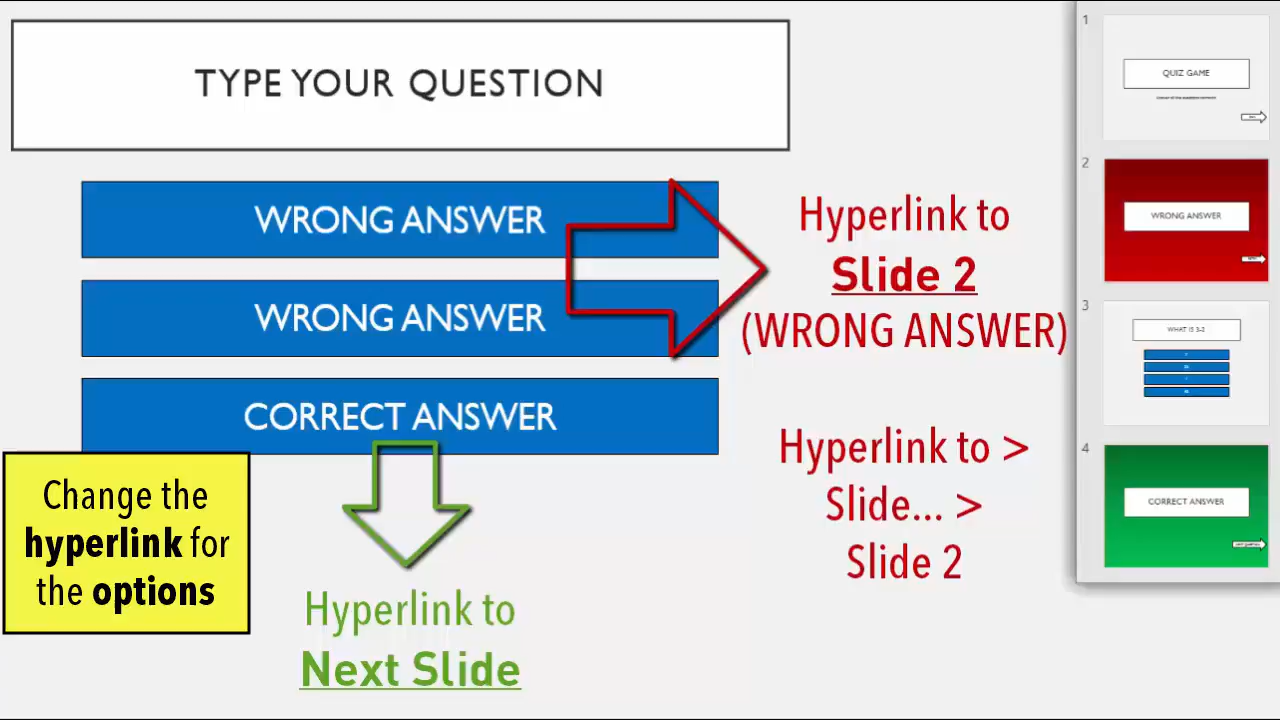 TYPE YOUR QUESTION
WRONG ANSWER
WRONG ANSWER
CORRECT ANSWER
Change the
hyperlink for
the options
Hyperlink to
Next Slide
Hyperlink to
Slide 2
(WRONG ANSWER)
Hyperlink to >
Slide... >
Slide 2
1
QUIZ GAME
2
WRONG ANSWER
3
WHAT IS 3-2
4
CORRECT ANSWER